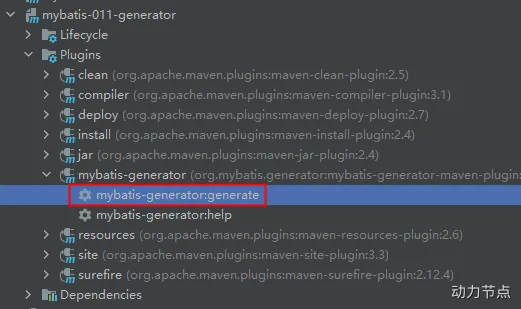 mybatis-011-generator
Lifecycle
Plugins
clean (org.apache.maven.plugins:maven-clean-plugin:2.5)
compiler (org.apache.maven.plugins:maven-compiler-plugin:3.1)
deploy (org.apache.maven.plugins:maven-deploy-plugin:2.7)
install (org.apache.maven.plugins:maven-install-plugin:2.4)
jar (org.apache.maven.plugins:maven-jar-plugin:2.4)
mybatis-generator (org.mybatis.generator:mybatis-generator-maven-plugin:
mybatis-generator:generate
mybatis-generator:help
resources (org.apache.maven.plugins:maven-resources-plugin:2.6)
site (org.apache.maven.plugins:maven-site-plugin:3.3)
surefire (org.apache.maven.plugins:maven-surefire-plugin:2.12.4)
Dependencies
动力节点